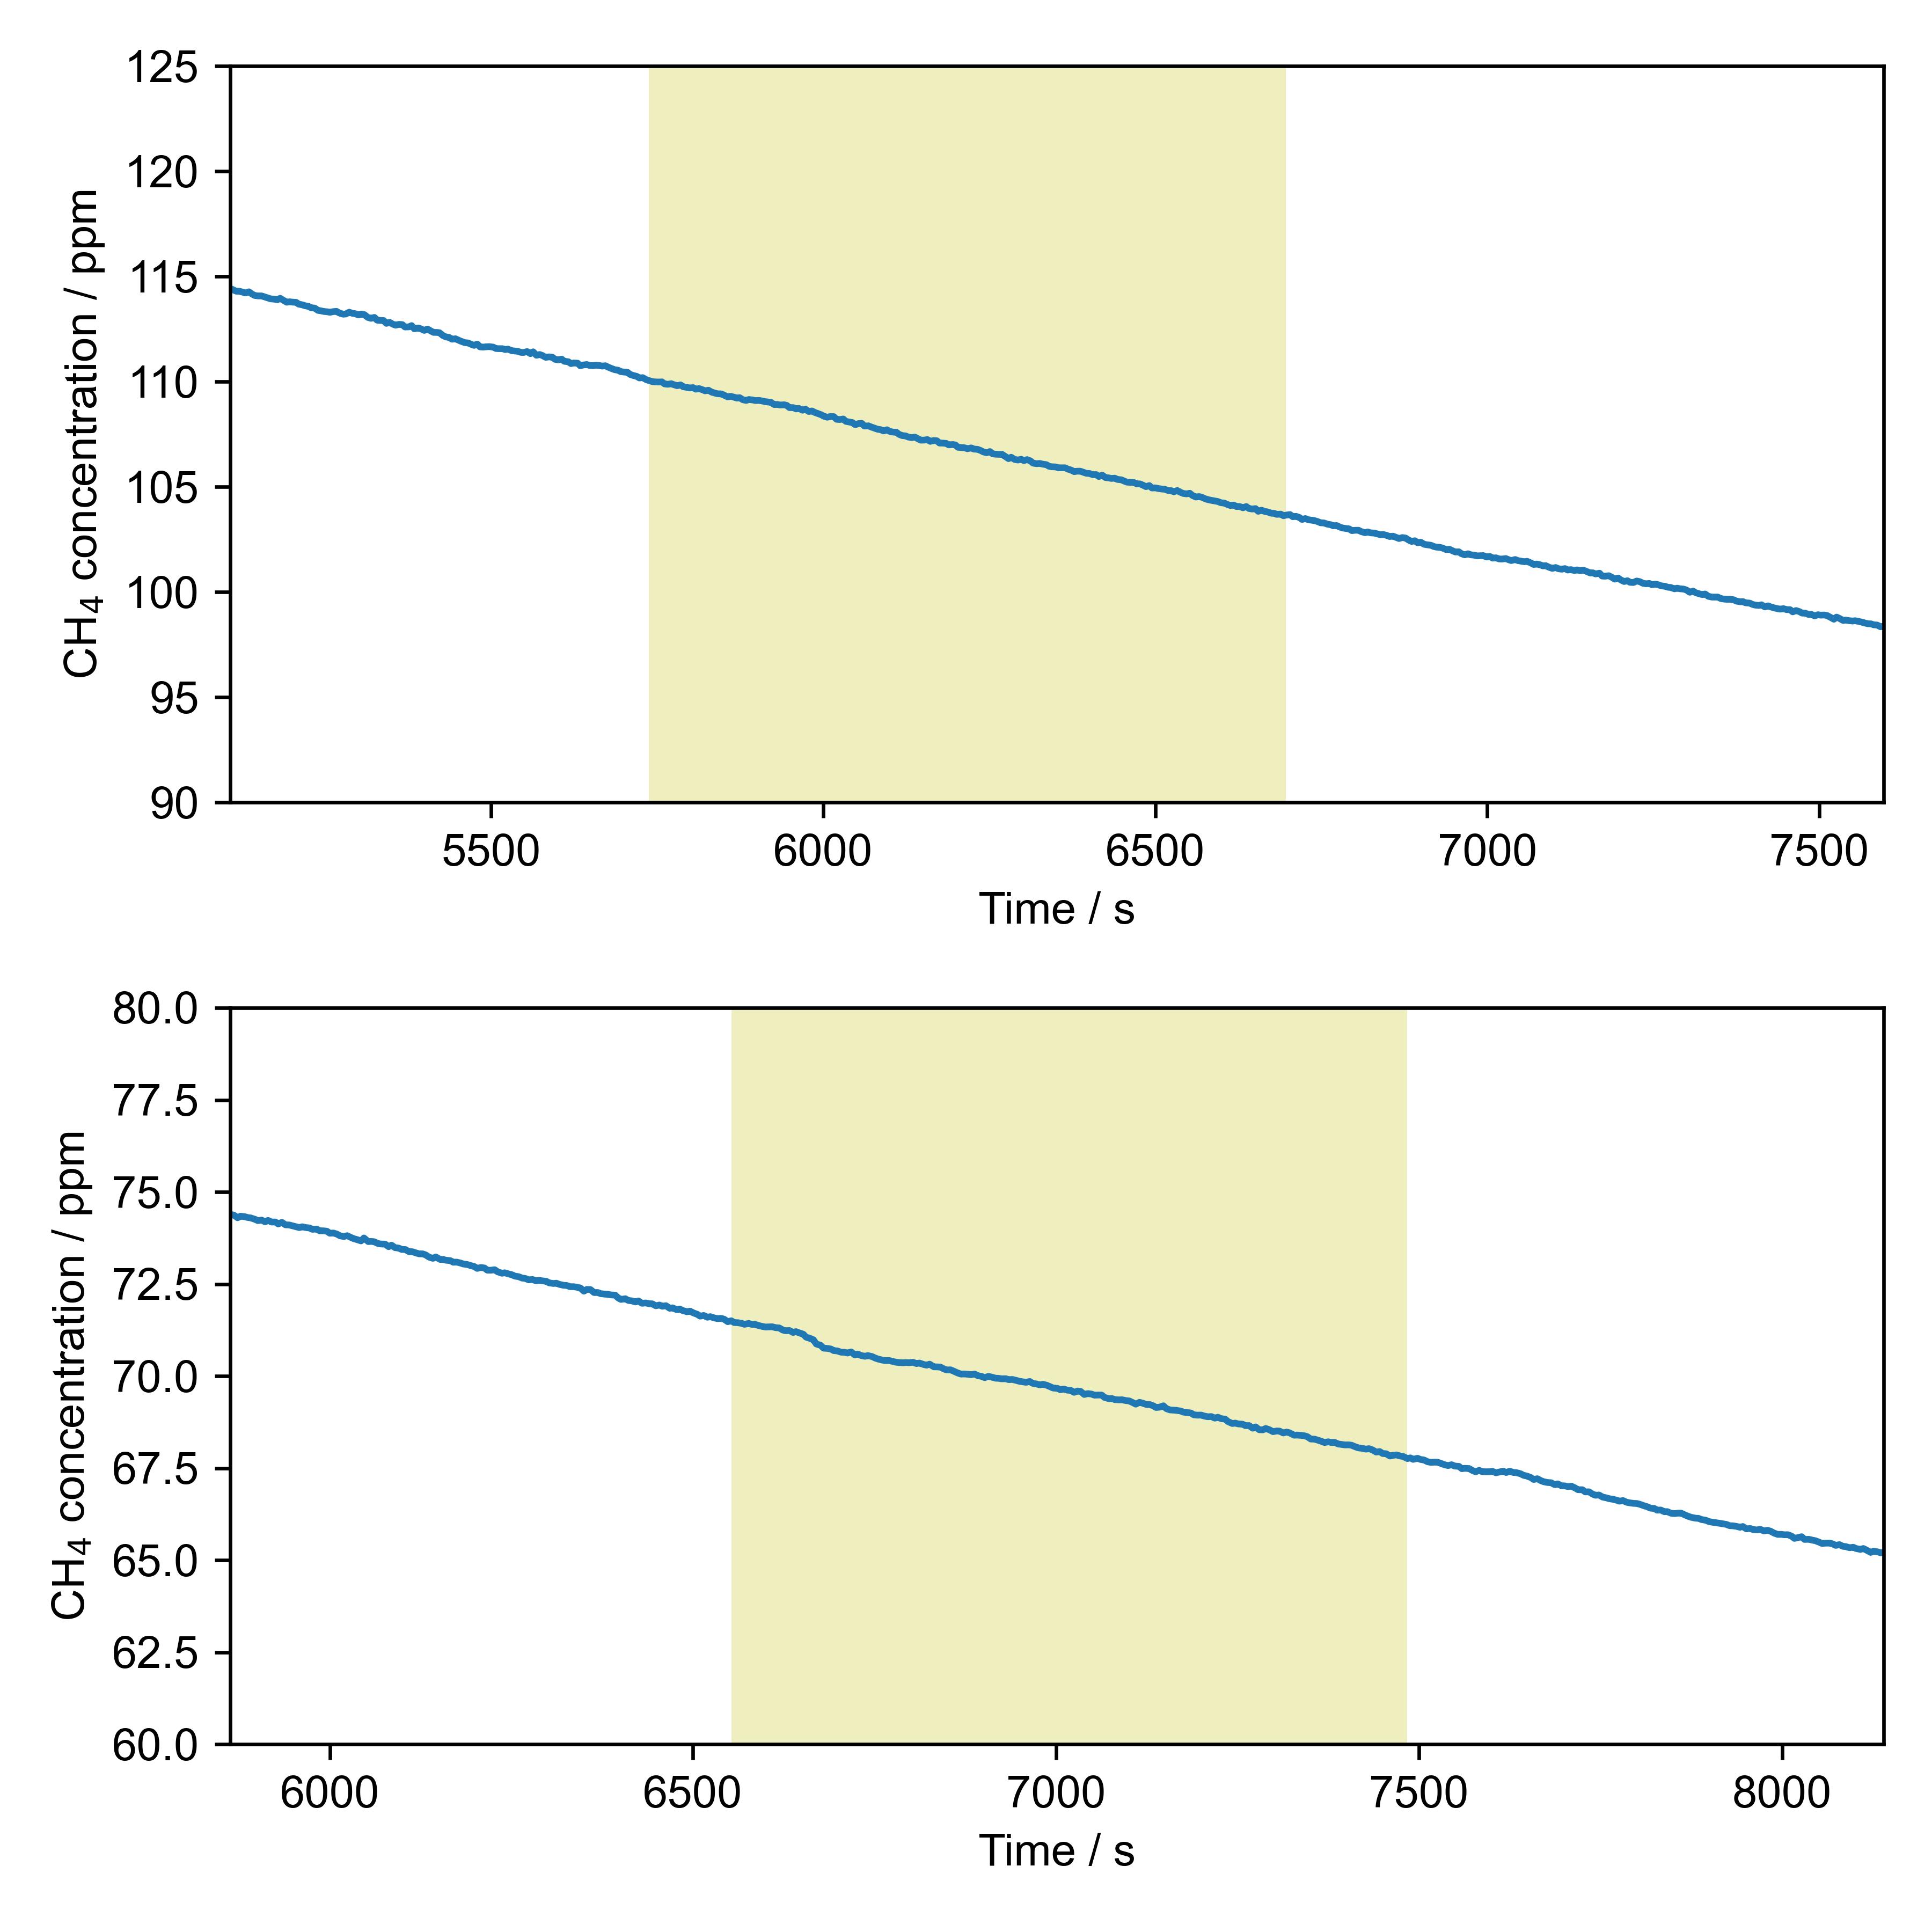 125
120
115
110
105
100
95
90
CH₄ concentration / ppm
5500 6000 6500 7000 7500
Time / s
80.0
77.5
75.0
72.5
70.0
67.5
65.0
62.5
60.0
CH₄ concentration / ppm
6000 6500 7000 7500 8000
Time / s